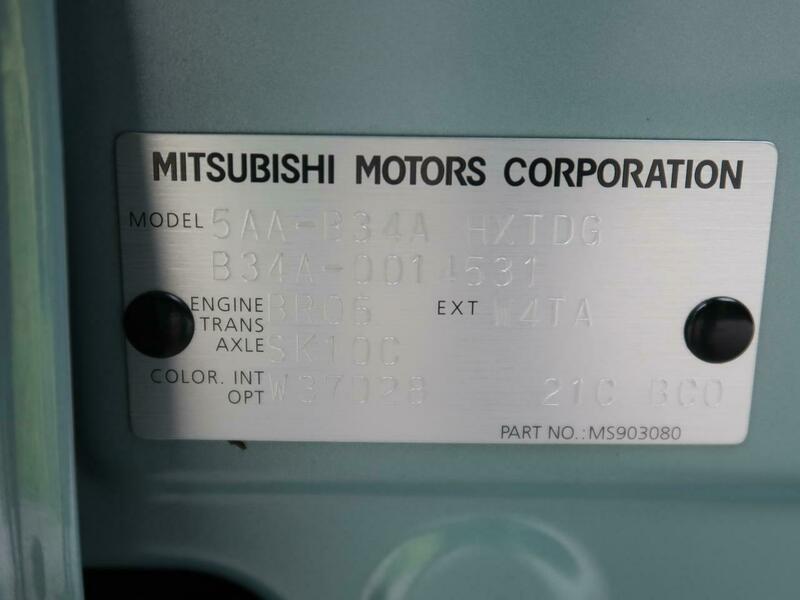 MITSUBISHI MOTORS CORPORATION
MODEL 5AA-B34A HXTDG
B34A-0014531
ENGINE BR06 EXT W4TA
TRANS
AXLE SK10C
COLOR. INT W37028 21C BC0
OPT
PART NO.:MS903080